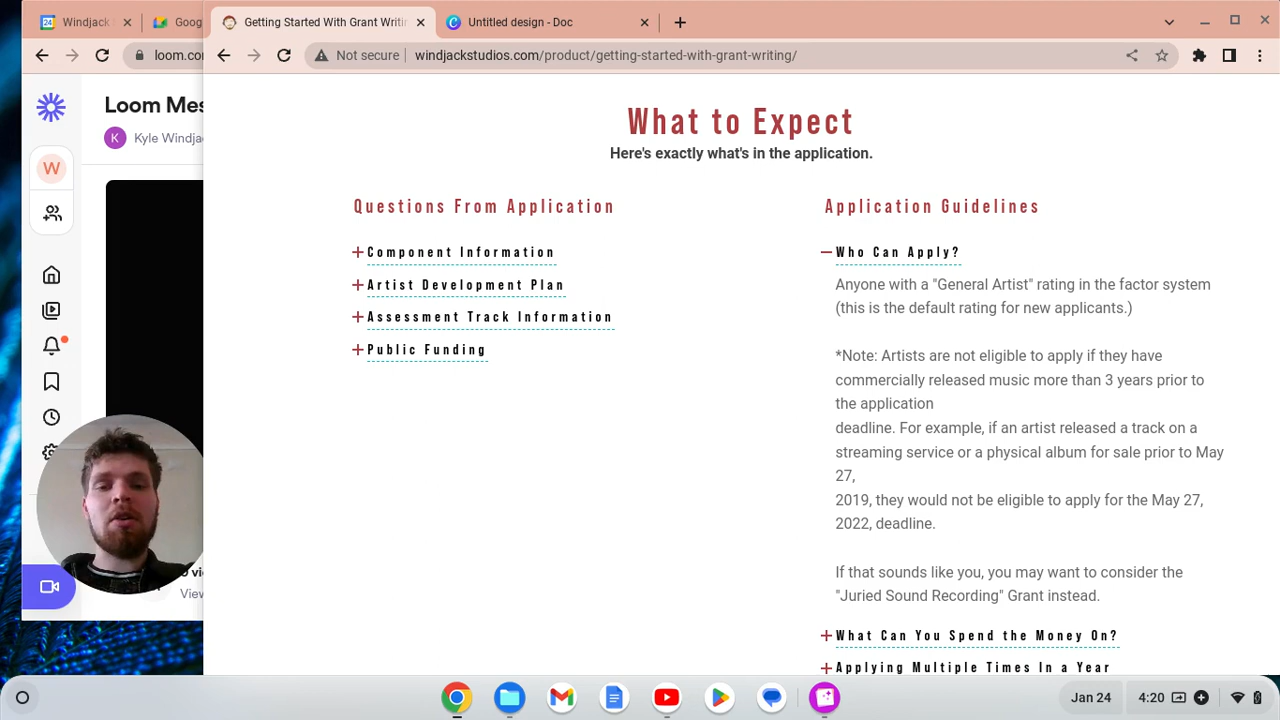 Windjack
Goog
Getting Started With Grant Writi
Untitled design - Doc
loom.co
Not secure
windjackstudios.com/product/getting-started-with-grant-writing/
Loom Mes
K
Kyle Windja
W
What to Expect
Here's exactly what's in the application.
Questions From Application
Component Information
Artist Development Plan
Assessment Track Information
Public Funding
Application Guidelines
Who Can Apply?
Anyone with a "General Artist" rating in the factor system
(this is the default rating for new applicants.)
*Note: Artists are not eligible to apply if they have
commercially released music more than 3 years prior to
the application
deadline. For example, if an artist released a track on a
streaming service or a physical album for sale prior to May
27,
2019, they would not be eligible to apply for the May 27,
2022, deadline.
If that sounds like you, you may want to consider the
"Juried Sound Recording" Grant instead.
What Can You Spend the Money On?
Applying Multiple Times In a Year
0 vi
View
Jan 24
4:20